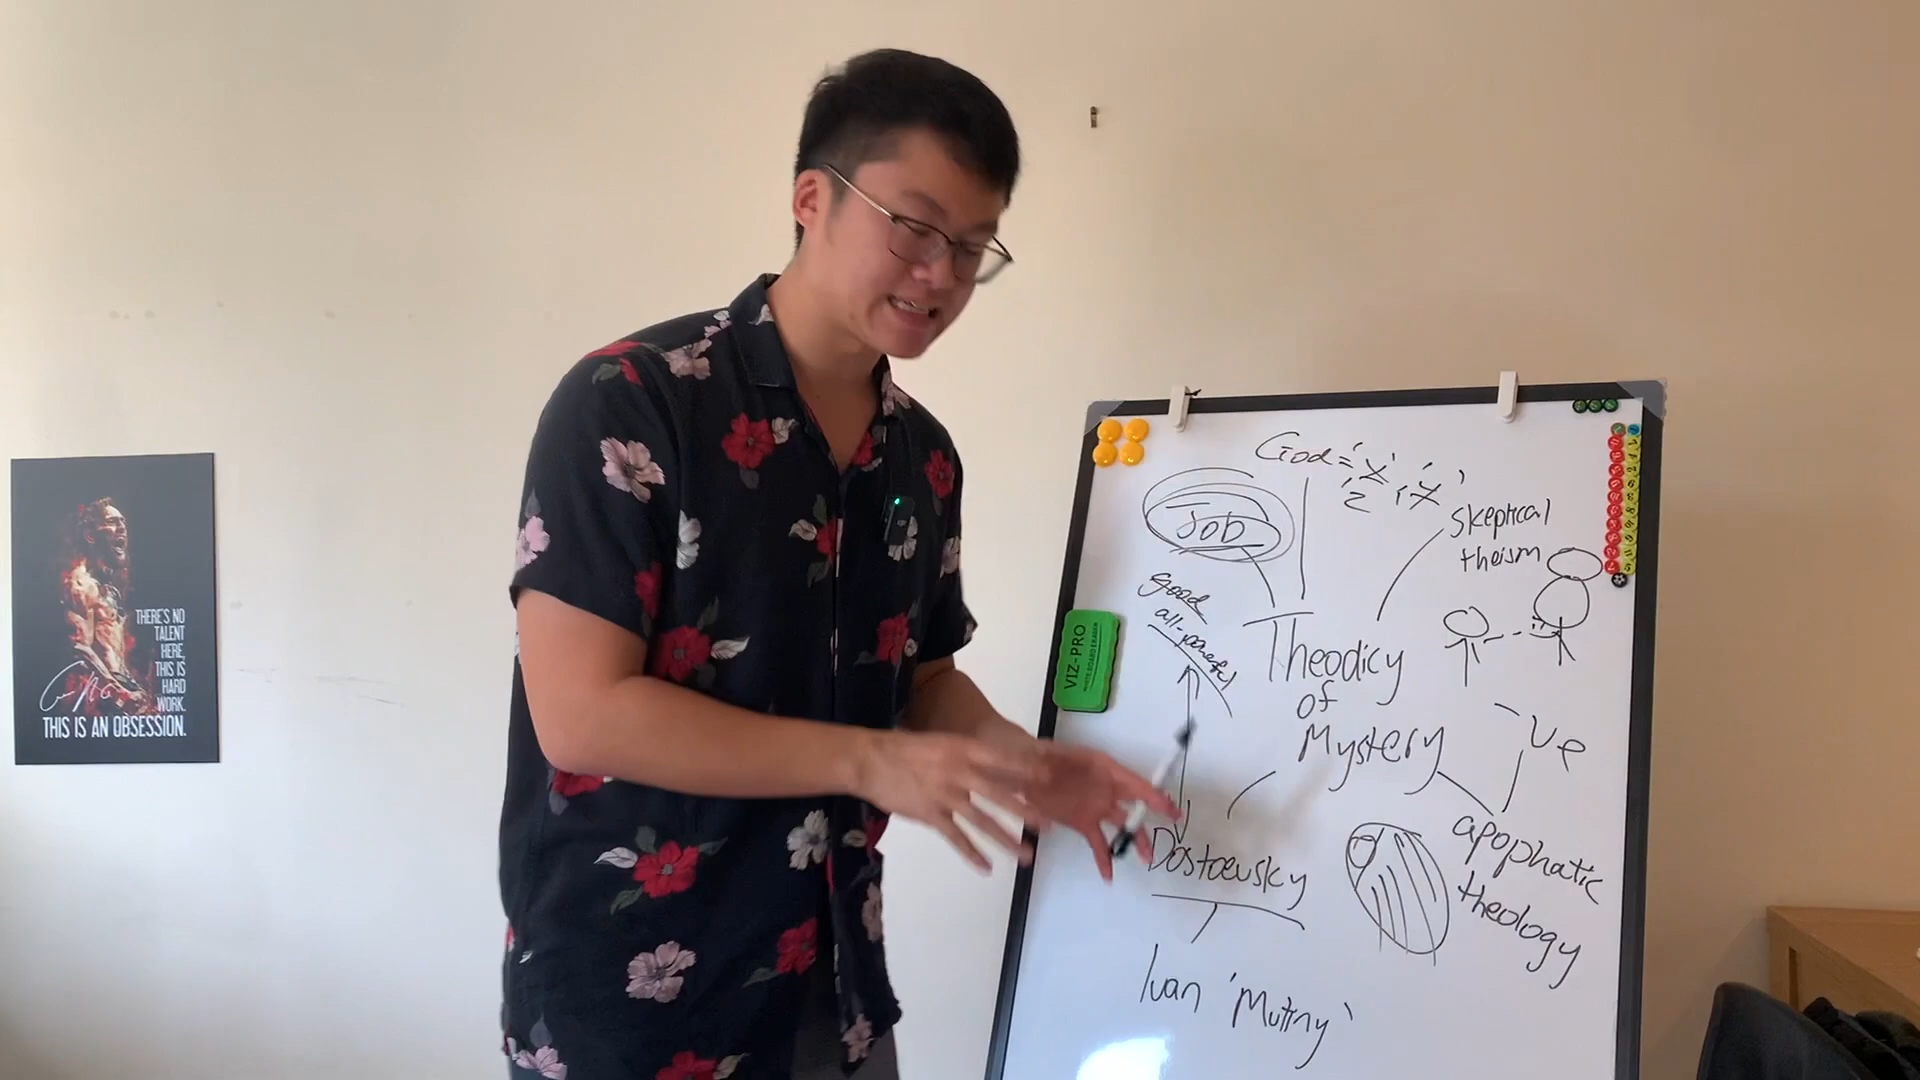 THERE'S NO
TALENT
HERE,
THIS IS
HARD
WORK.
THIS IS AN OBSESSION.
VIZ-PRO
God = 'X'
'Z', 'Y'
Job
skeptical
theism
good
all-powerful
Theodicy
of
Mystery
-ve
apophatic
theology
Dostoevsky
Ivan 'Mutiny'